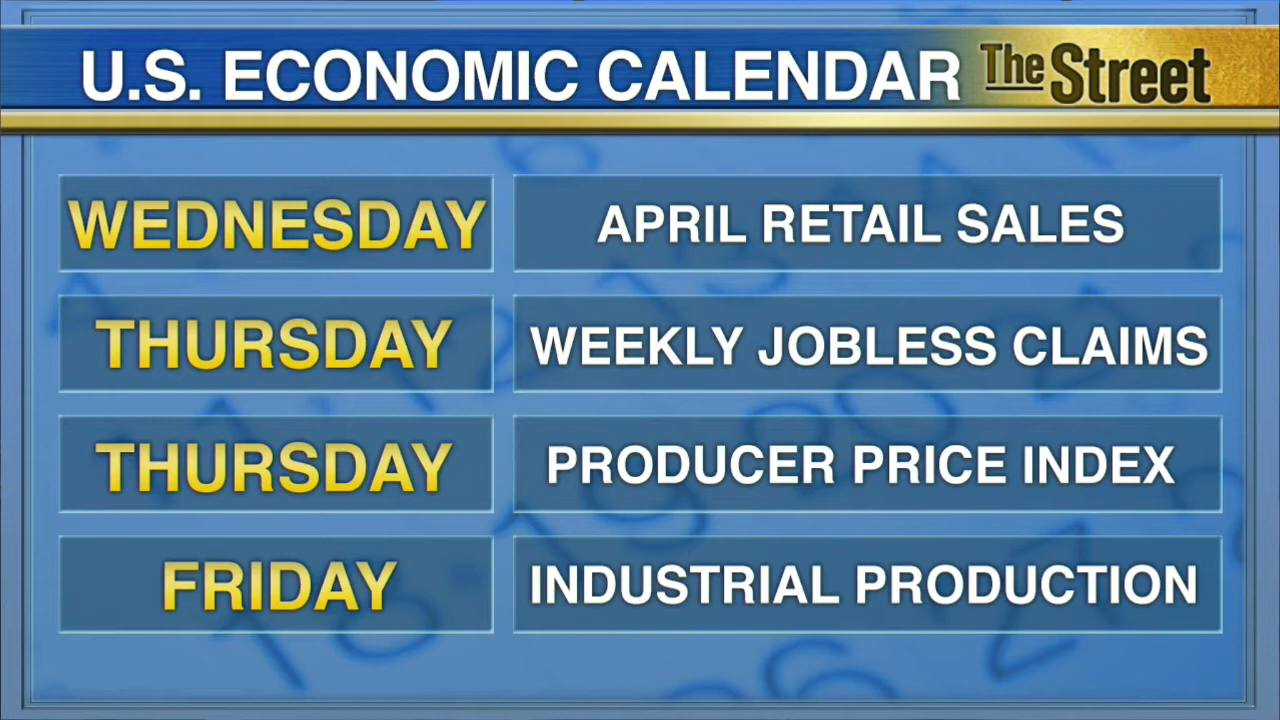 U.S. ECONOMIC CALENDAR TheStreet
WEDNESDAY APRIL RETAIL SALES
THURSDAY WEEKLY JOBLESS CLAIMS
THURSDAY PRODUCER PRICE INDEX
FRIDAY INDUSTRIAL PRODUCTION